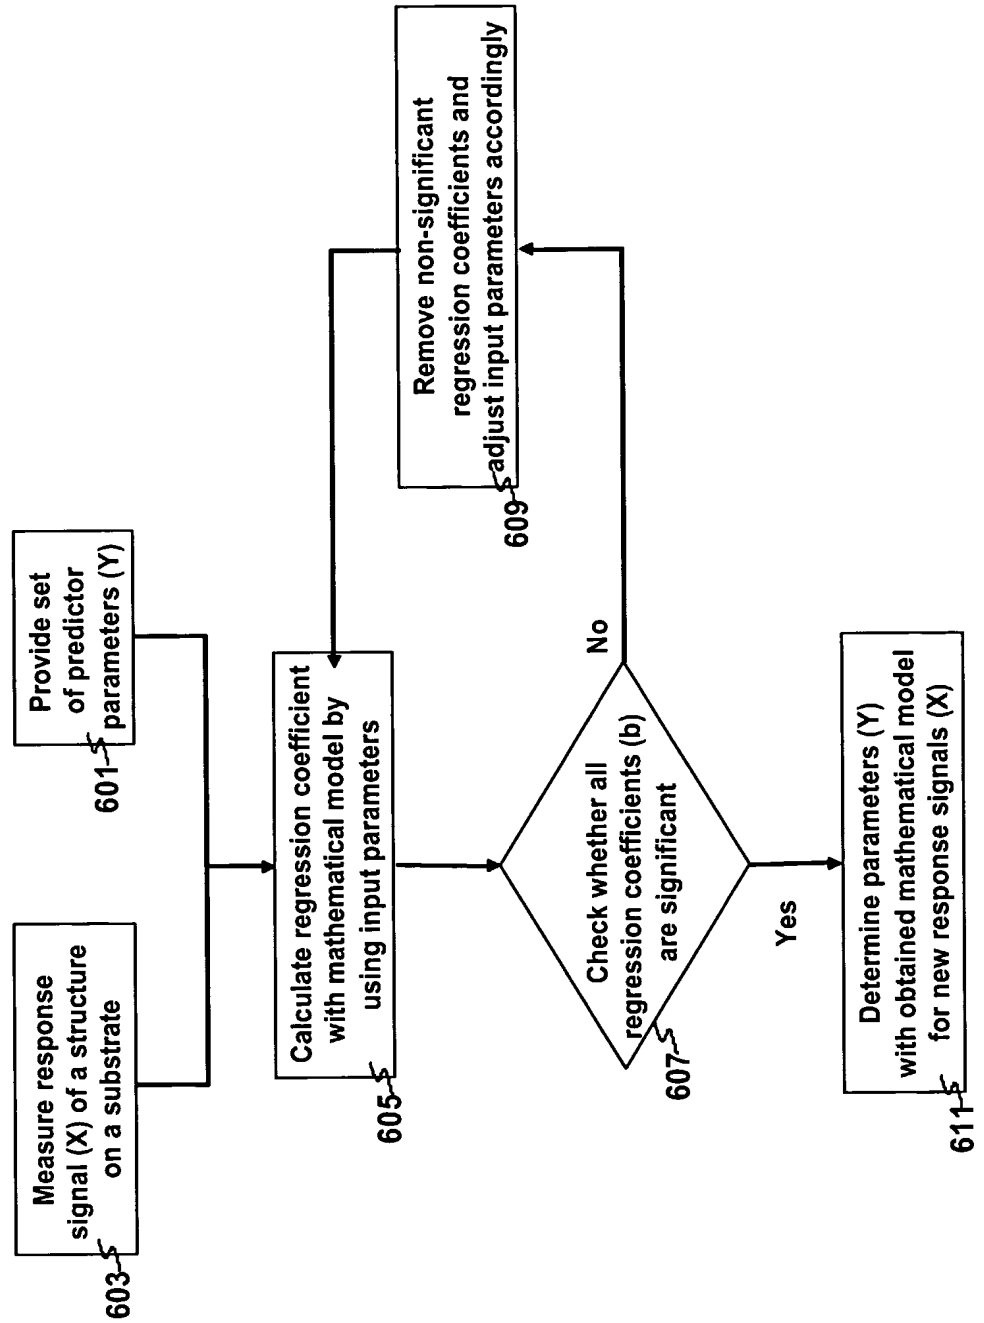 Measure response
signal (X) of a structure
on a substrate
603
Provide set
of predictor
parameters (Y)
601
Calculate regression coefficient
with mathematical model by
using input parameters
605
Check whether all
regression coefficients (b)
are significant
607
No
Remove non-significant
regression coefficients and
adjust input parameters accordingly
609
Yes
Determine parameters (Y)
with obtained mathematical model
for new response signals (X)
611